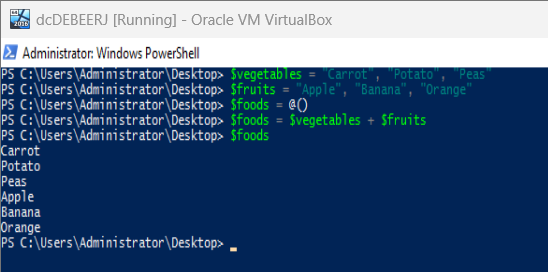 dcDEBEERJ [Running] - Oracle VM VirtualBox
Administrator: Windows PowerShell
PS C:\Users\Administrator\Desktop> $vegetables = "Carrot", "Potato", "Peas"
PS C:\Users\Administrator\Desktop> $fruits = "Apple", "Banana", "Orange"
PS C:\Users\Administrator\Desktop> $foods = @()
PS C:\Users\Administrator\Desktop> $foods = $vegetables + $fruits
PS C:\Users\Administrator\Desktop> $foods
Carrot
Potato
Peas
Apple
Banana
Orange
PS C:\Users\Administrator\Desktop> _